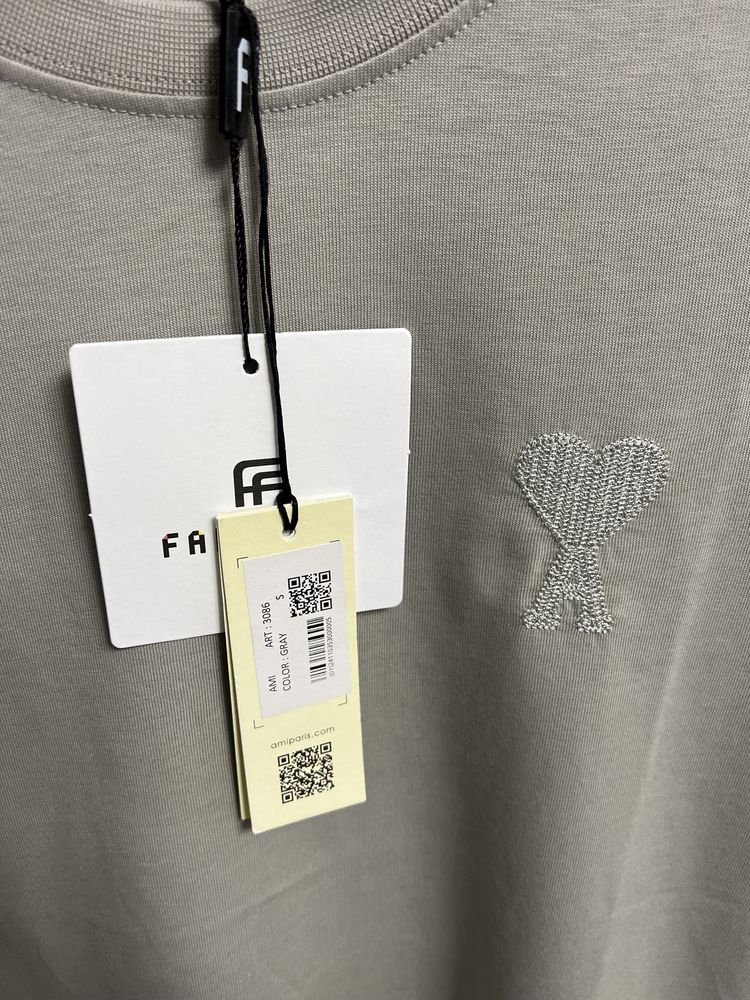 F
FA
AMI
ART : 3086
S
COLOR : GRAY
amiparis.com